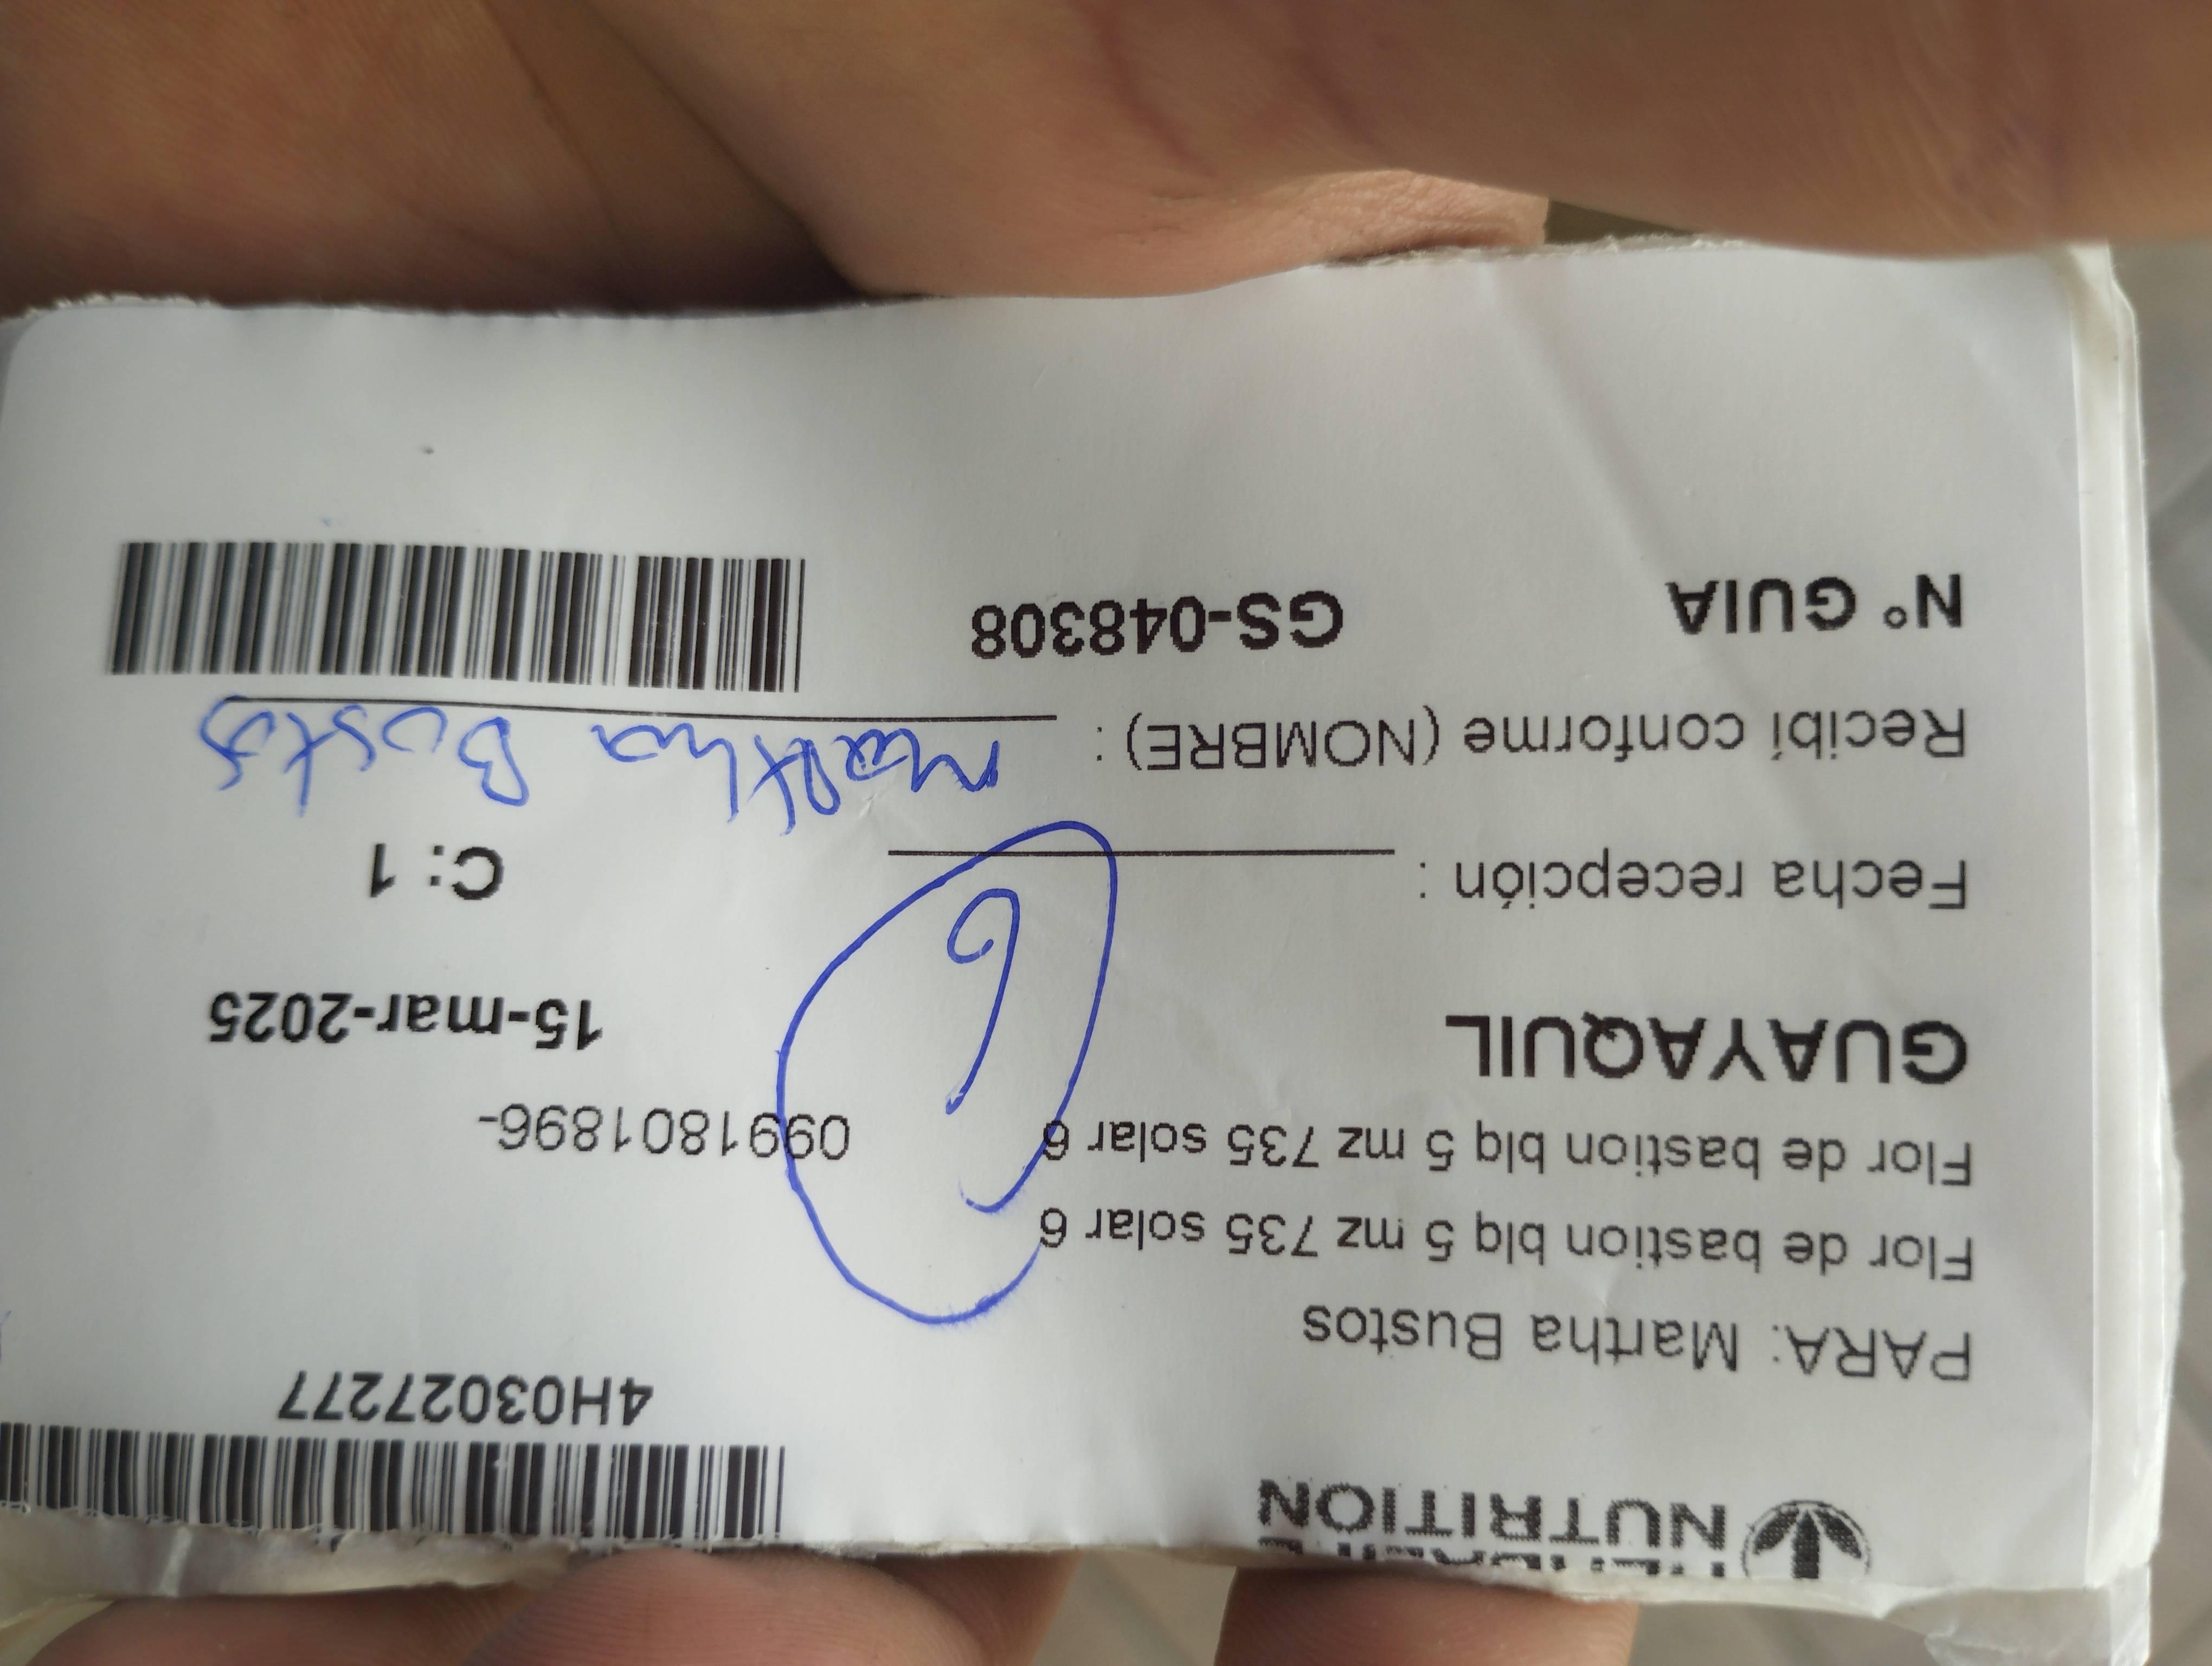 NUTRITION
4H03027277
PARA: Martha Bustos
Flor de bastion blq 5 mz 735 solar 6
Flor de bastion blq 5 mz 735 solar 6
0991801896-
GUAYAQUIL
15-mar-2025
Fecha recepción :
C: 1
Recibí conforme (NOMBRE) : Martha Bustos
N° GUIA GS-048308